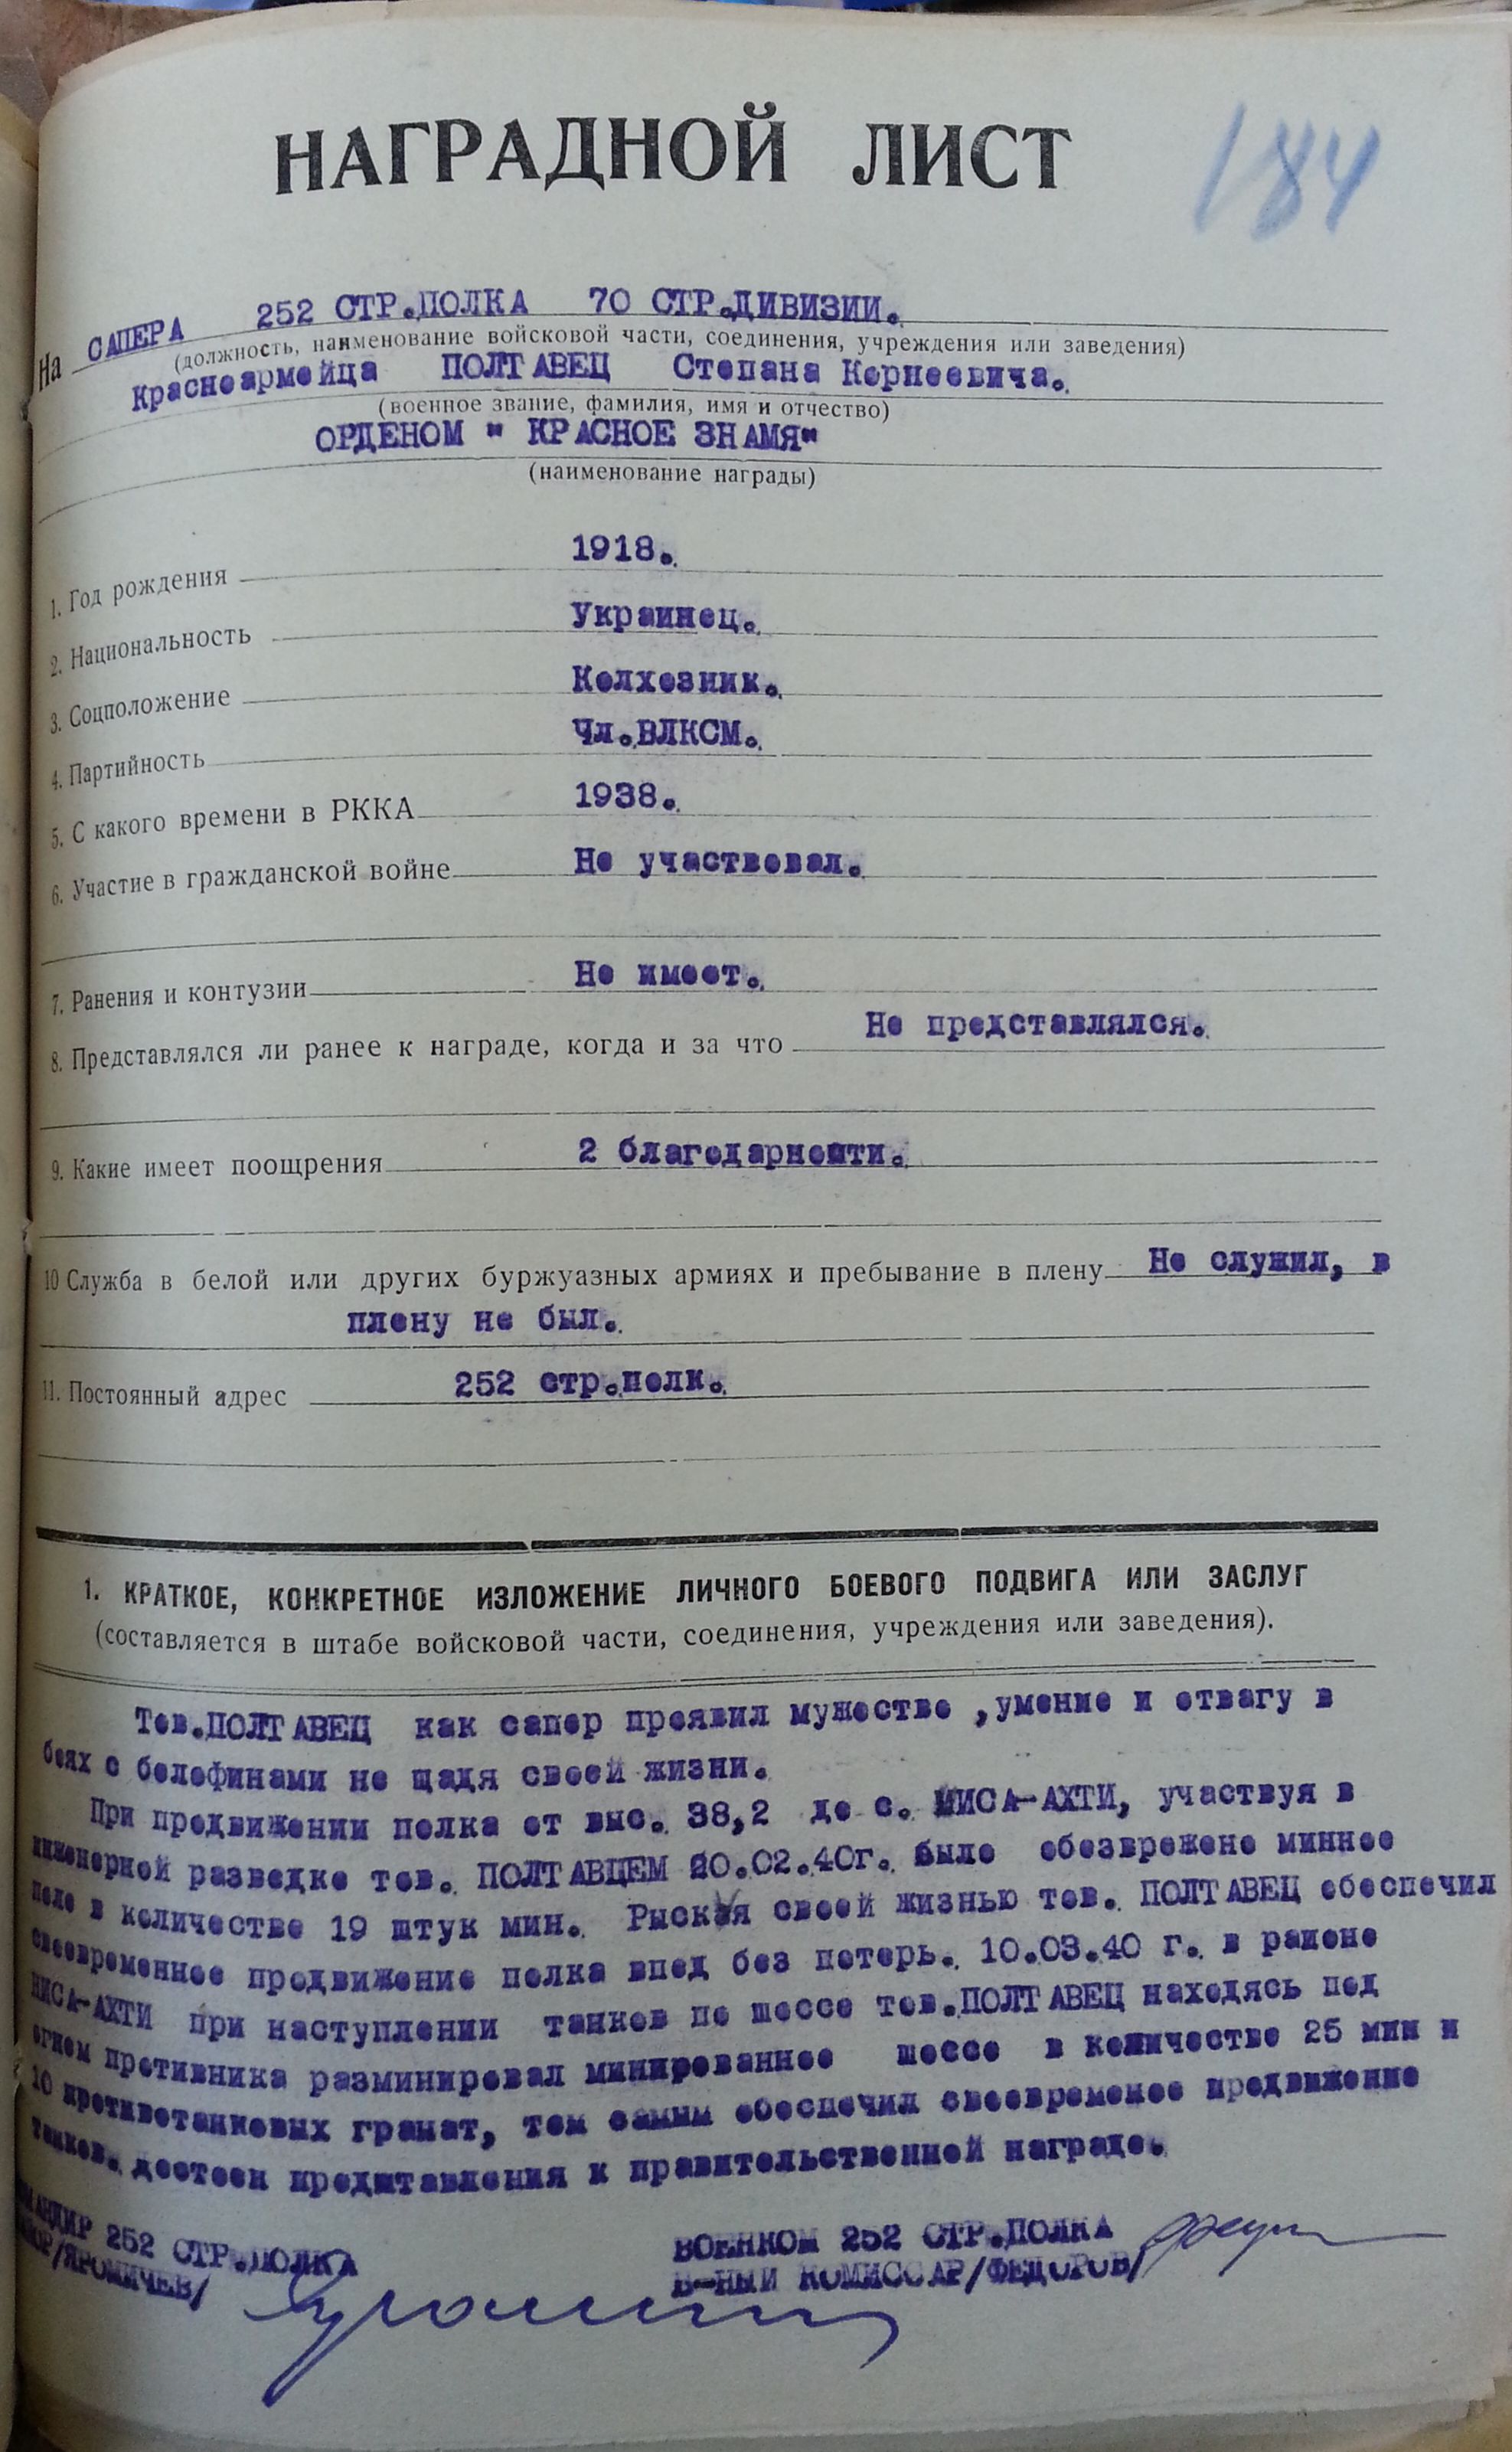 НАГРАДНОЙ ЛИСТ
184
На САПЕРА 252 СТР.ПОЛКА 70 СТР.ДИВИЗИИ.
(должность, наименование войсковой части, соединения, учреждения или заведения)
Красноармейца ПОЛТАВЕЦ Степана Корнеевича.
(военное звание, фамилия, имя и отчество)
ОРДЕНОМ " КРАСНОЕ ЗНАМЯ"
(наименование награды)
1. Год рождения 1918.
2. Национальность Украинец.
3. Соцположение Колхозник.
4. Партийность Чл.ВЛКСМ.
5. С какого времени в РККА 1938.
6. Участие в гражданской войне Не участвовал.
7. Ранения и контузии Не имеет.
8. Представлялся ли ранее к награде, когда и за что Не представлялся.
9. Какие имеет поощрения 2 благодарности.
10 Служба в белой или других буржуазных армиях и пребывание в плену Не служил, в
плену не был.
11. Постоянный адрес 252 стр.полк.
1. КРАТКОЕ, КОНКРЕТНОЕ ИЗЛОЖЕНИЕ ЛИЧНОГО БОЕВОГО ПОДВИГА ИЛИ ЗАСЛУГ
(составляется в штабе войсковой части, соединения, учреждения или заведения).
Тов.ПОЛТАВЕЦ как сапер проявил мужество ,умение и отвагу в
боях с белофинами не щадя своей жизни.
При продвижении полка от выс. 38,2 до с. НИСА-АХТИ, участвуя в
инженерной разведке тов. ПОЛТАВЦЕМ 20.02.40г. было обезврежено минное
поле в количестве 19 штук мин. Рыскуя своей жизнью тов. ПОЛТАВЕЦ обеспечил
своевременное продвижение полка впед без потерь. 10.03.40 г. в районе
НИСА-АХТИ при наступлении танков по шоссе тов.ПОЛТАВЕЦ находясь под
огнем противника разминировал минированное шоссе в количестве 25 мин и
10 противотанковых гранат, тем самым обеспечил своевременое продвижение
танков. достоен представления к правительственной награде.
КОМАНДИР 252 СТР.ПОЛКА
МАЙОР/ЯРОМИЧЕВ/
ВОЕНКОМ 252 СТР.ПОЛКА
Б-НЫЙ КОМИССАР/ФЕДОРОВ/